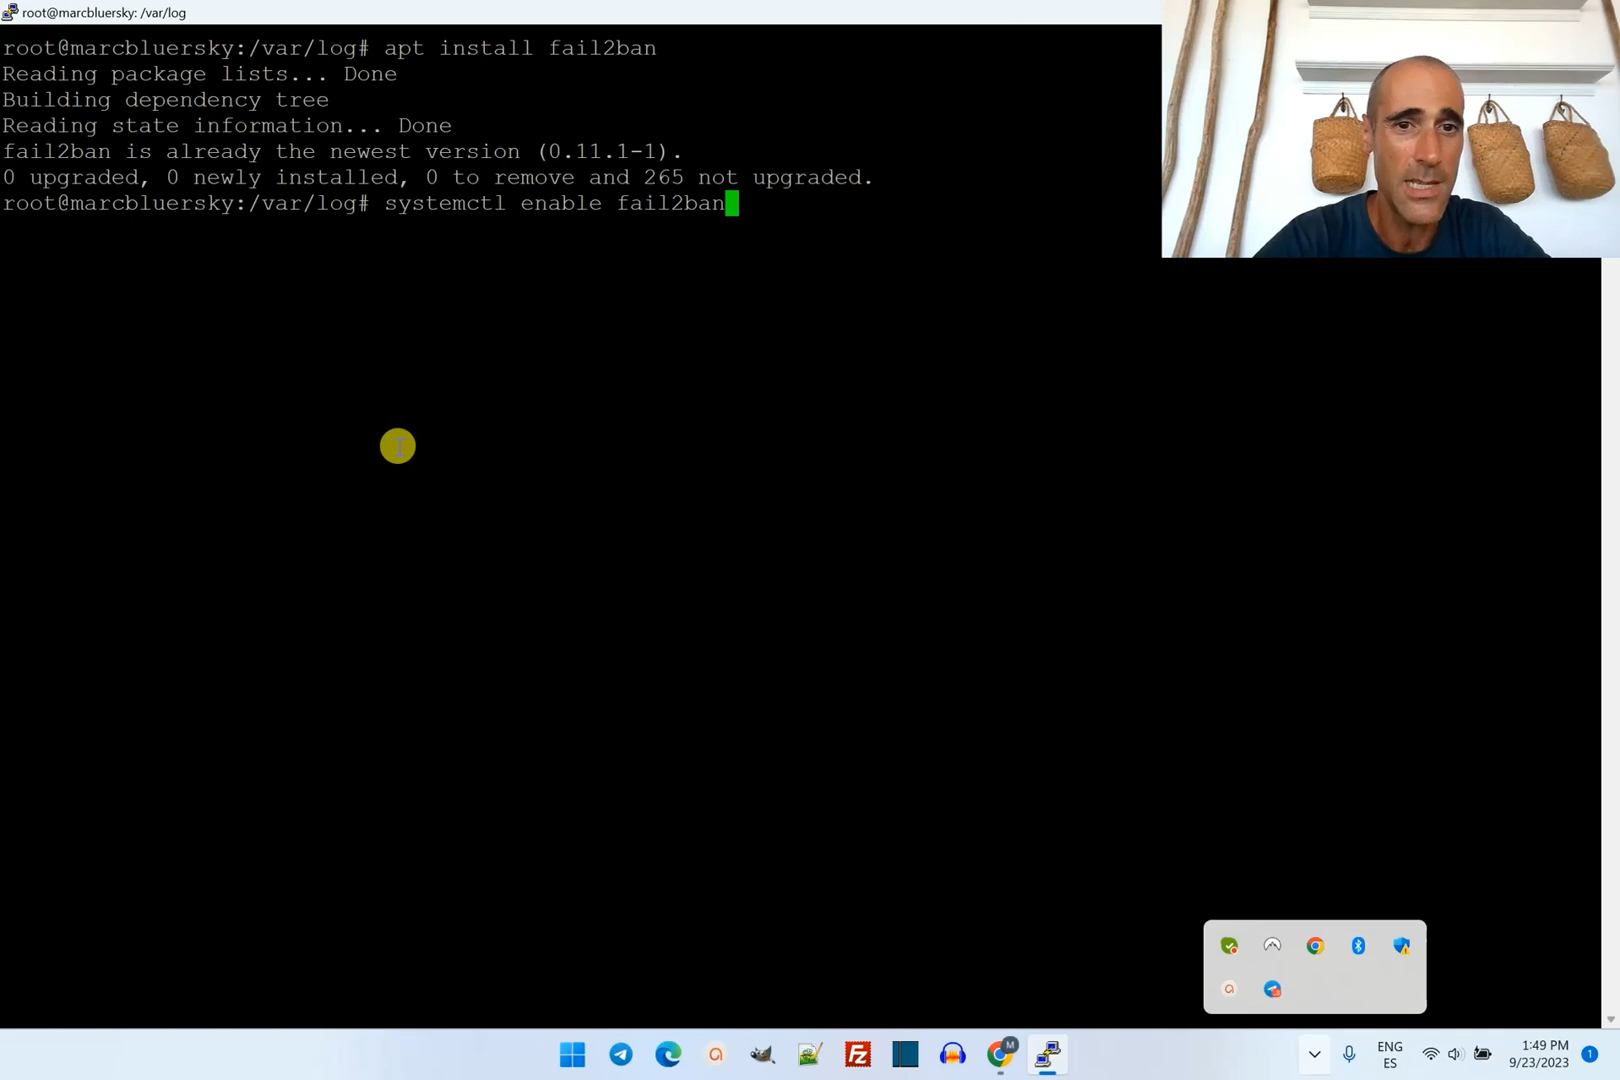 root@marcbluersky: /var/log
root@marcbluersky:/var/log# apt install fail2ban
Reading package lists... Done
Building dependency tree
Reading state information... Done
fail2ban is already the newest version (0.11.1-1).
0 upgraded, 0 newly installed, 0 to remove and 265 not upgraded.
root@marcbluersky:/var/log# systemctl enable fail2ban
a
a
Fz
M
ENG
ES
1:49 PM
9/23/2023
1